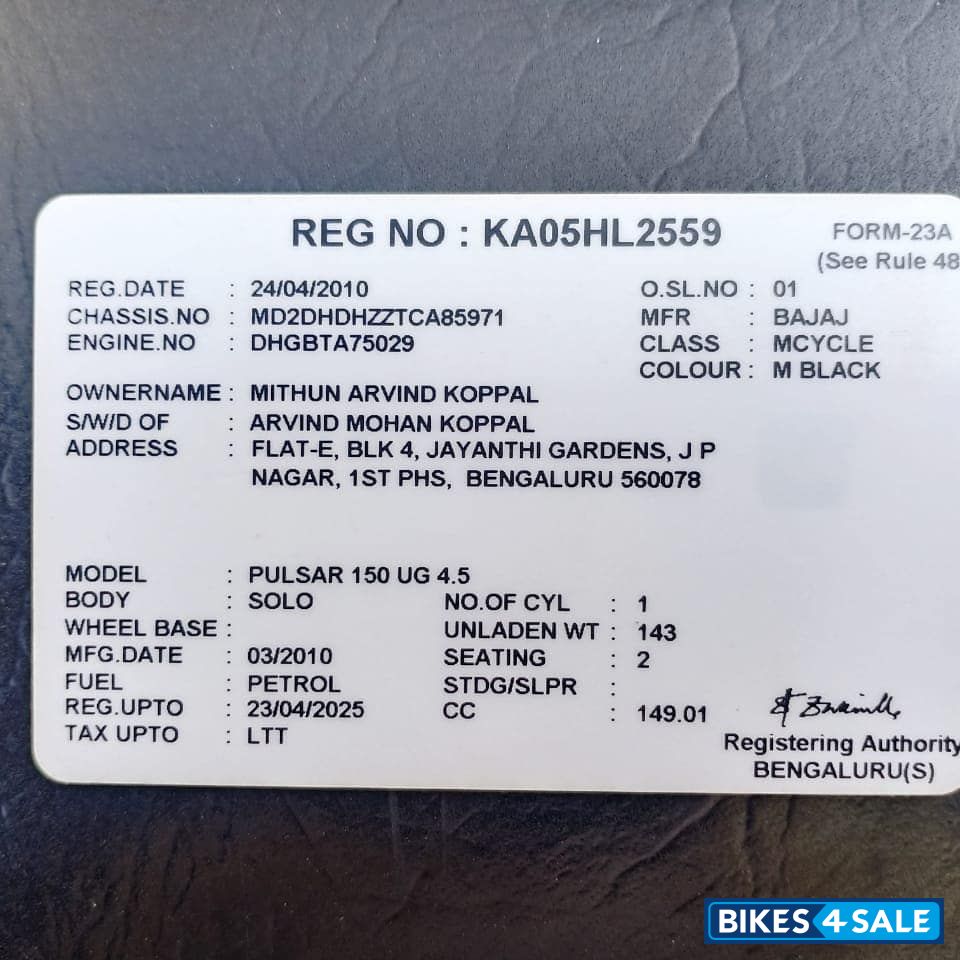 REG NO : KA05HL2559
FORM-23A
(See Rule 48
REG.DATE : 24/04/2010 O.SL.NO : 01
CHASSIS.NO : MD2DHDHZZTCA85971 MFR : BAJAJ
ENGINE.NO : DHGBTA75029 CLASS : MCYCLE
COLOUR : M BLACK
OWNERNAME : MITHUN ARVIND KOPPAL
S/W/D OF : ARVIND MOHAN KOPPAL
ADDRESS : FLAT-E, BLK 4, JAYANTHI GARDENS, J P
NAGAR, 1ST PHS, BENGALURU 560078
MODEL : PULSAR 150 UG 4.5
BODY : SOLO NO.OF CYL : 1
WHEEL BASE : UNLADEN WT : 143
MFG.DATE : 03/2010 SEATING : 2
FUEL : PETROL STDG/SLPR :
REG.UPTO : 23/04/2025 CC : 149.01
TAX UPTO : LTT
Registering Authority
BENGALURU(S)
BIKES4SALE